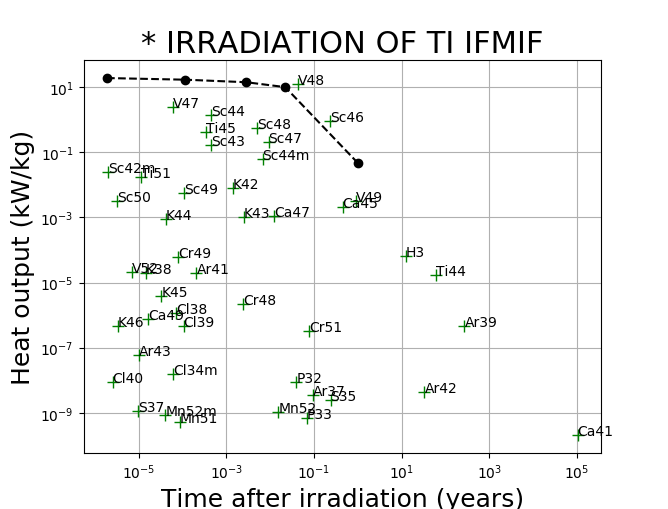 * IRRADIATION OF TI IFMIF
Heat output (kW/kg)
10^1
10^-1
10^-3
10^-5
10^-7
10^-9
V48
V47
Sc44
Sc46
Ti45
Sc48
Sc43
Sc47
Sc44m
Sc42m
Ti51
K42
Sc49
Sc50
V49
Ca45
K44
K43
Ca47
Cr49
H3
V52
K38
Ar41
Ti44
K45
Cr48
Cl38
Ca49
K46
Cl39
Cr51
Ar39
Ar43
Cl34m
Cl40
P32
Ar42
Ar37
S35
S37
Mn52m
Mn53
P33
Mn51
Ca41
10^-5
10^-3
10^-1
10^1
10^3
10^5
Time after irradiation (years)